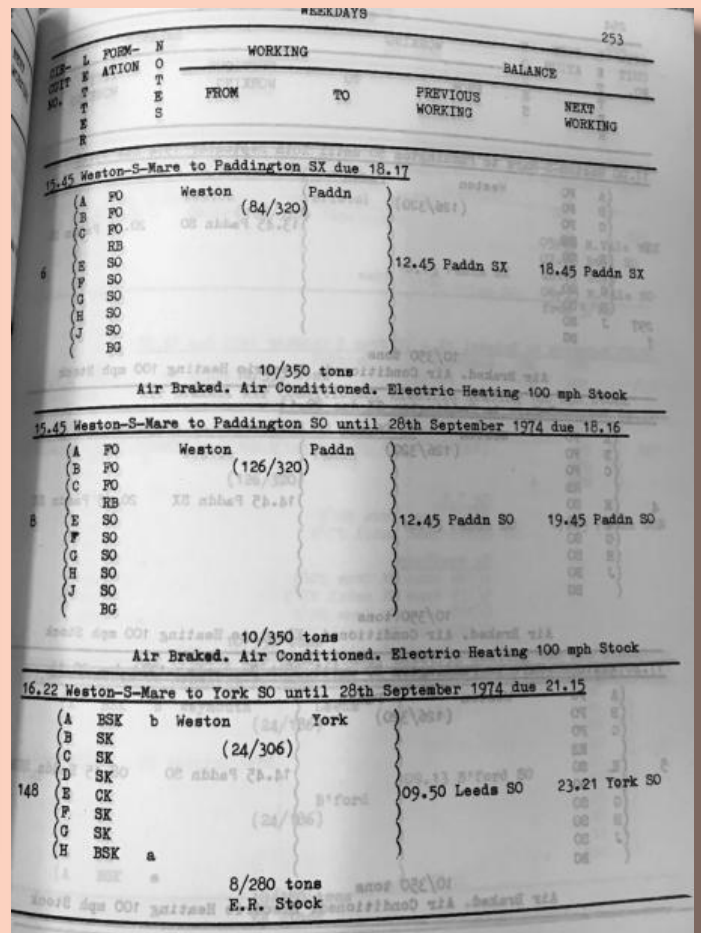 WEEKDAYS
253
CIR- L FORM- N WORKING BALANCE
CUIT E ATION O
NO. T T FROM TO PREVIOUS NEXT
T E WORKING WORKING
E S
R
15.45 Weston-S-Mare to Paddington SX due 18.17
(A FO Weston Paddn )
(B FO (84/320) )
(C FO )
( RB )
6 (E SO )12.45 Paddn SX 18.45 Paddn SX
(F SO )
(G SO )
(H SO )
(J SO )
( BG )
10/350 tons
Air Braked. Air Conditioned. Electric Heating 100 mph Stock
15.45 Weston-S-Mare to Paddington SO until 28th September 1974 due 18.16
(A FO Weston Paddn )
(B FO (126/320) )
(C FO )
( RB )
8 (E SO )12.45 Paddn SO 19.45 Paddn SO
(F SO )
(G SO )
(H SO )
(J SO )
( BG )
10/350 tons
Air Braked. Air Conditioned. Electric Heating 100 mph Stock
16.22 Weston-S-Mare to York SO until 28th September 1974 due 21.15
(A BSK b Weston York )
(B SK (24/306) )
(C SK )
(D SK )
148 (E CK )09.50 Leeds SO 23.21 York SO
(F SK )
(G SK )
(H BSK a )
8/280 tons
E.R. Stock